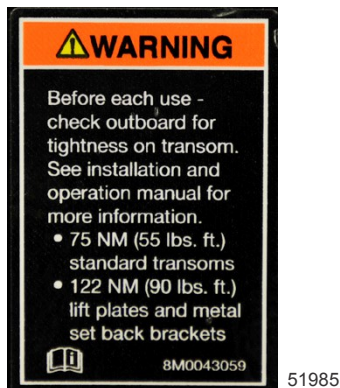 WARNING
Before each use -
check outboard for
tightness on transom.
See installation and
operation manual for
more information.
• 75 NM (55 lbs. ft.)
standard transoms
• 122 NM (90 lbs. ft.)
lift plates and metal
set back brackets
8M0043059
51985